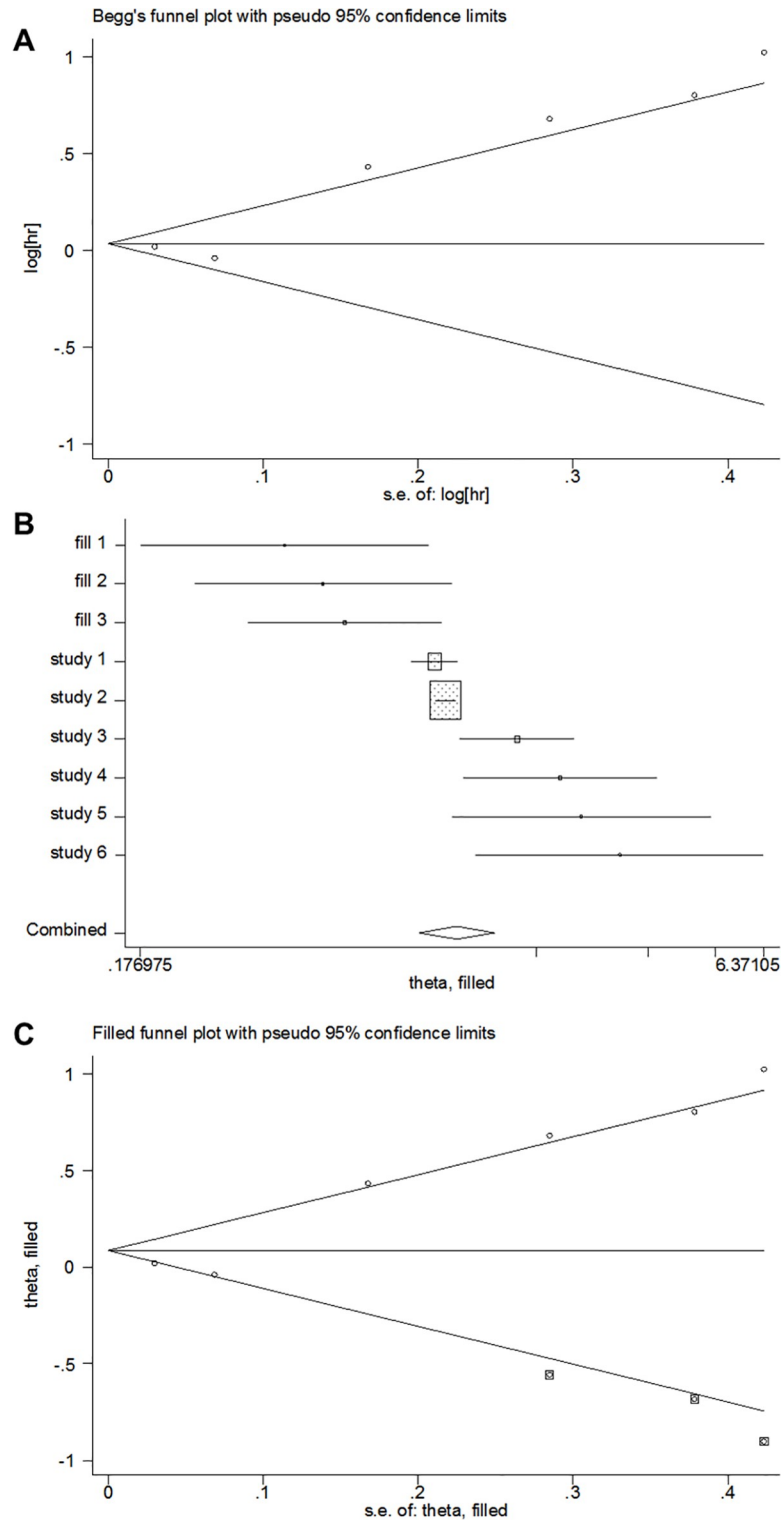 A
Begg's funnel plot with pseudo 95% confidence limits
log[hr]
1
.5
0
-.5
-1
0 .1 .2 .3 .4
s.e. of: log[hr]
B
fill 1
fill 2
fill 3
study 1
study 2
study 3
study 4
study 5
study 6
Combined
.176975 6.37105
theta, filled
C
Filled funnel plot with pseudo 95% confidence limits
theta, filled
1
.5
0
-.5
-1
0 .1 .2 .3 .4
s.e. of: theta, filled